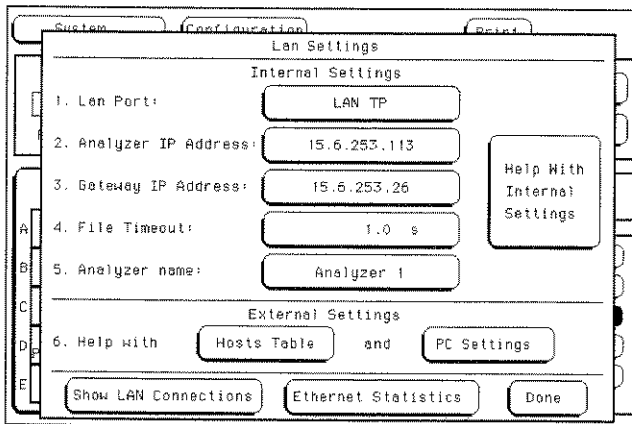 System Configuration Print
Lan Settings
Internal Settings
1. Lan Port: LAN TP
2. Analyzer IP Address: 15.6.253.113
3. Gateway IP Address: 15.6.253.26
4. File Timeout: 1.0 s
5. Analyzer name: Analyzer 1
Help With
Internal
Settings
External Settings
6. Help with Hosts Table and PC Settings
Show LAN Connections Ethernet Statistics Done
A
B
C
D
E